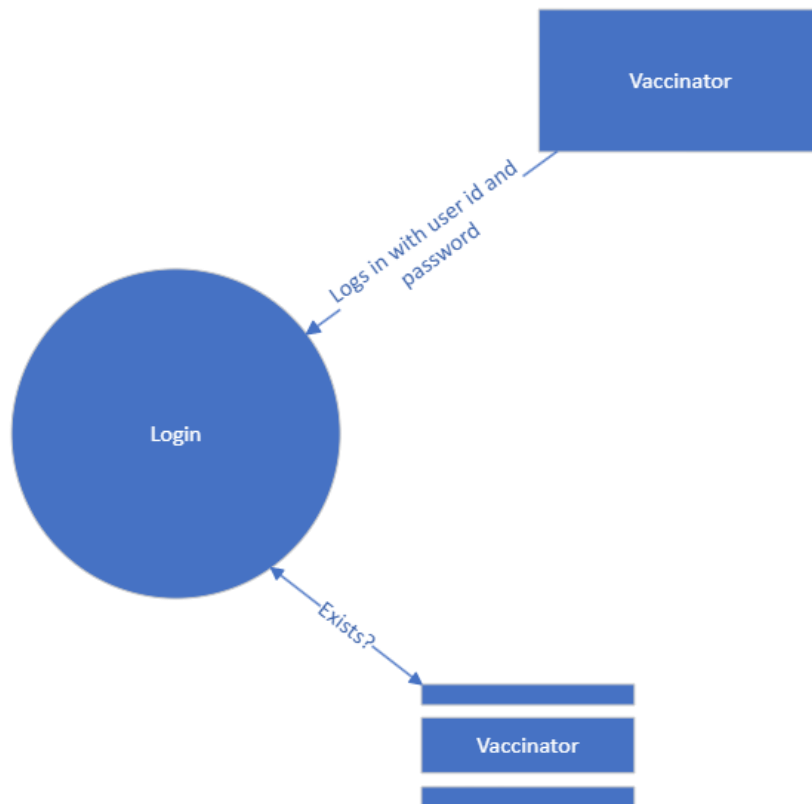 Vaccinator
Logs in with user id and
password
Login
Exists?
Vaccinator